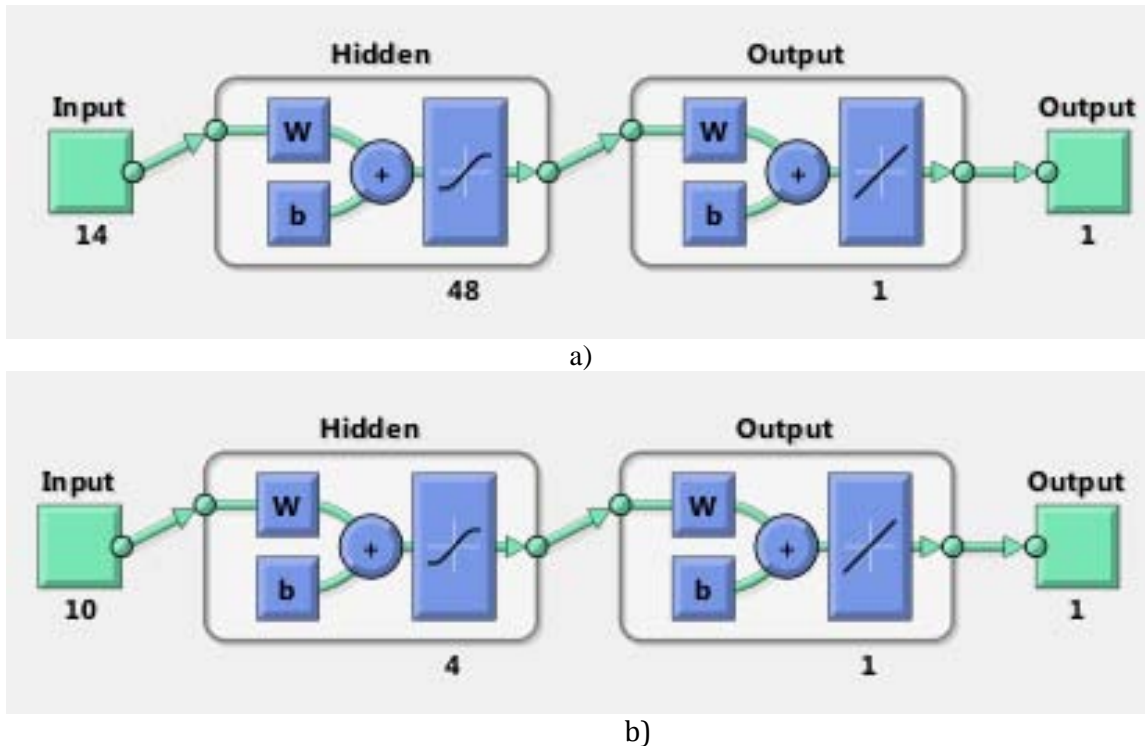 Hidden Output
Input W W Output
+ +
b b
14 1
48 1
a)
Hidden Output
Input W W Output
+ +
b b
10 1
4 1
b)